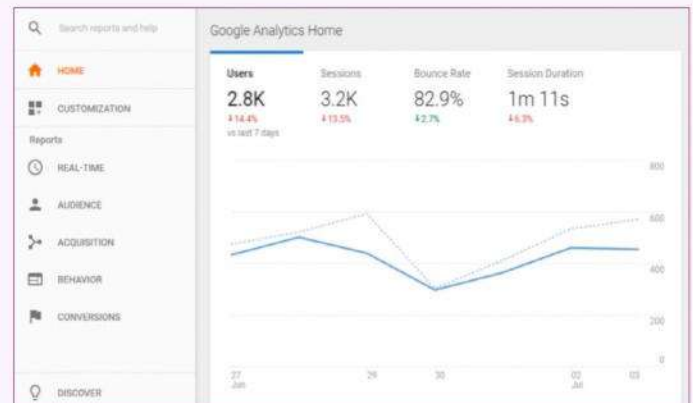 Search reports and help
HOME
CUSTOMIZATION
Reports
REAL-TIME
AUDIENCE
ACQUISITION
BEHAVIOR
CONVERSIONS
DISCOVER
Google Analytics Home
Users Sessions Bounce Rate Session Duration
2.8K 3.2K 82.9% 1m 11s
↓14.4% ↓13.5% ↓2.7% ↓6.3%
vs last 7 days
800
600
400
200
0
27 29 30 02 03
Jun Jul